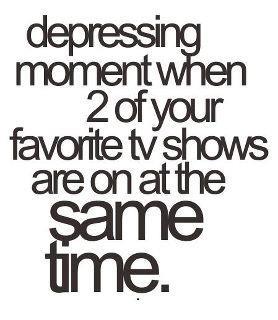 depressing
moment when
2 of your
favorite tv shows
are on at the
same
time.